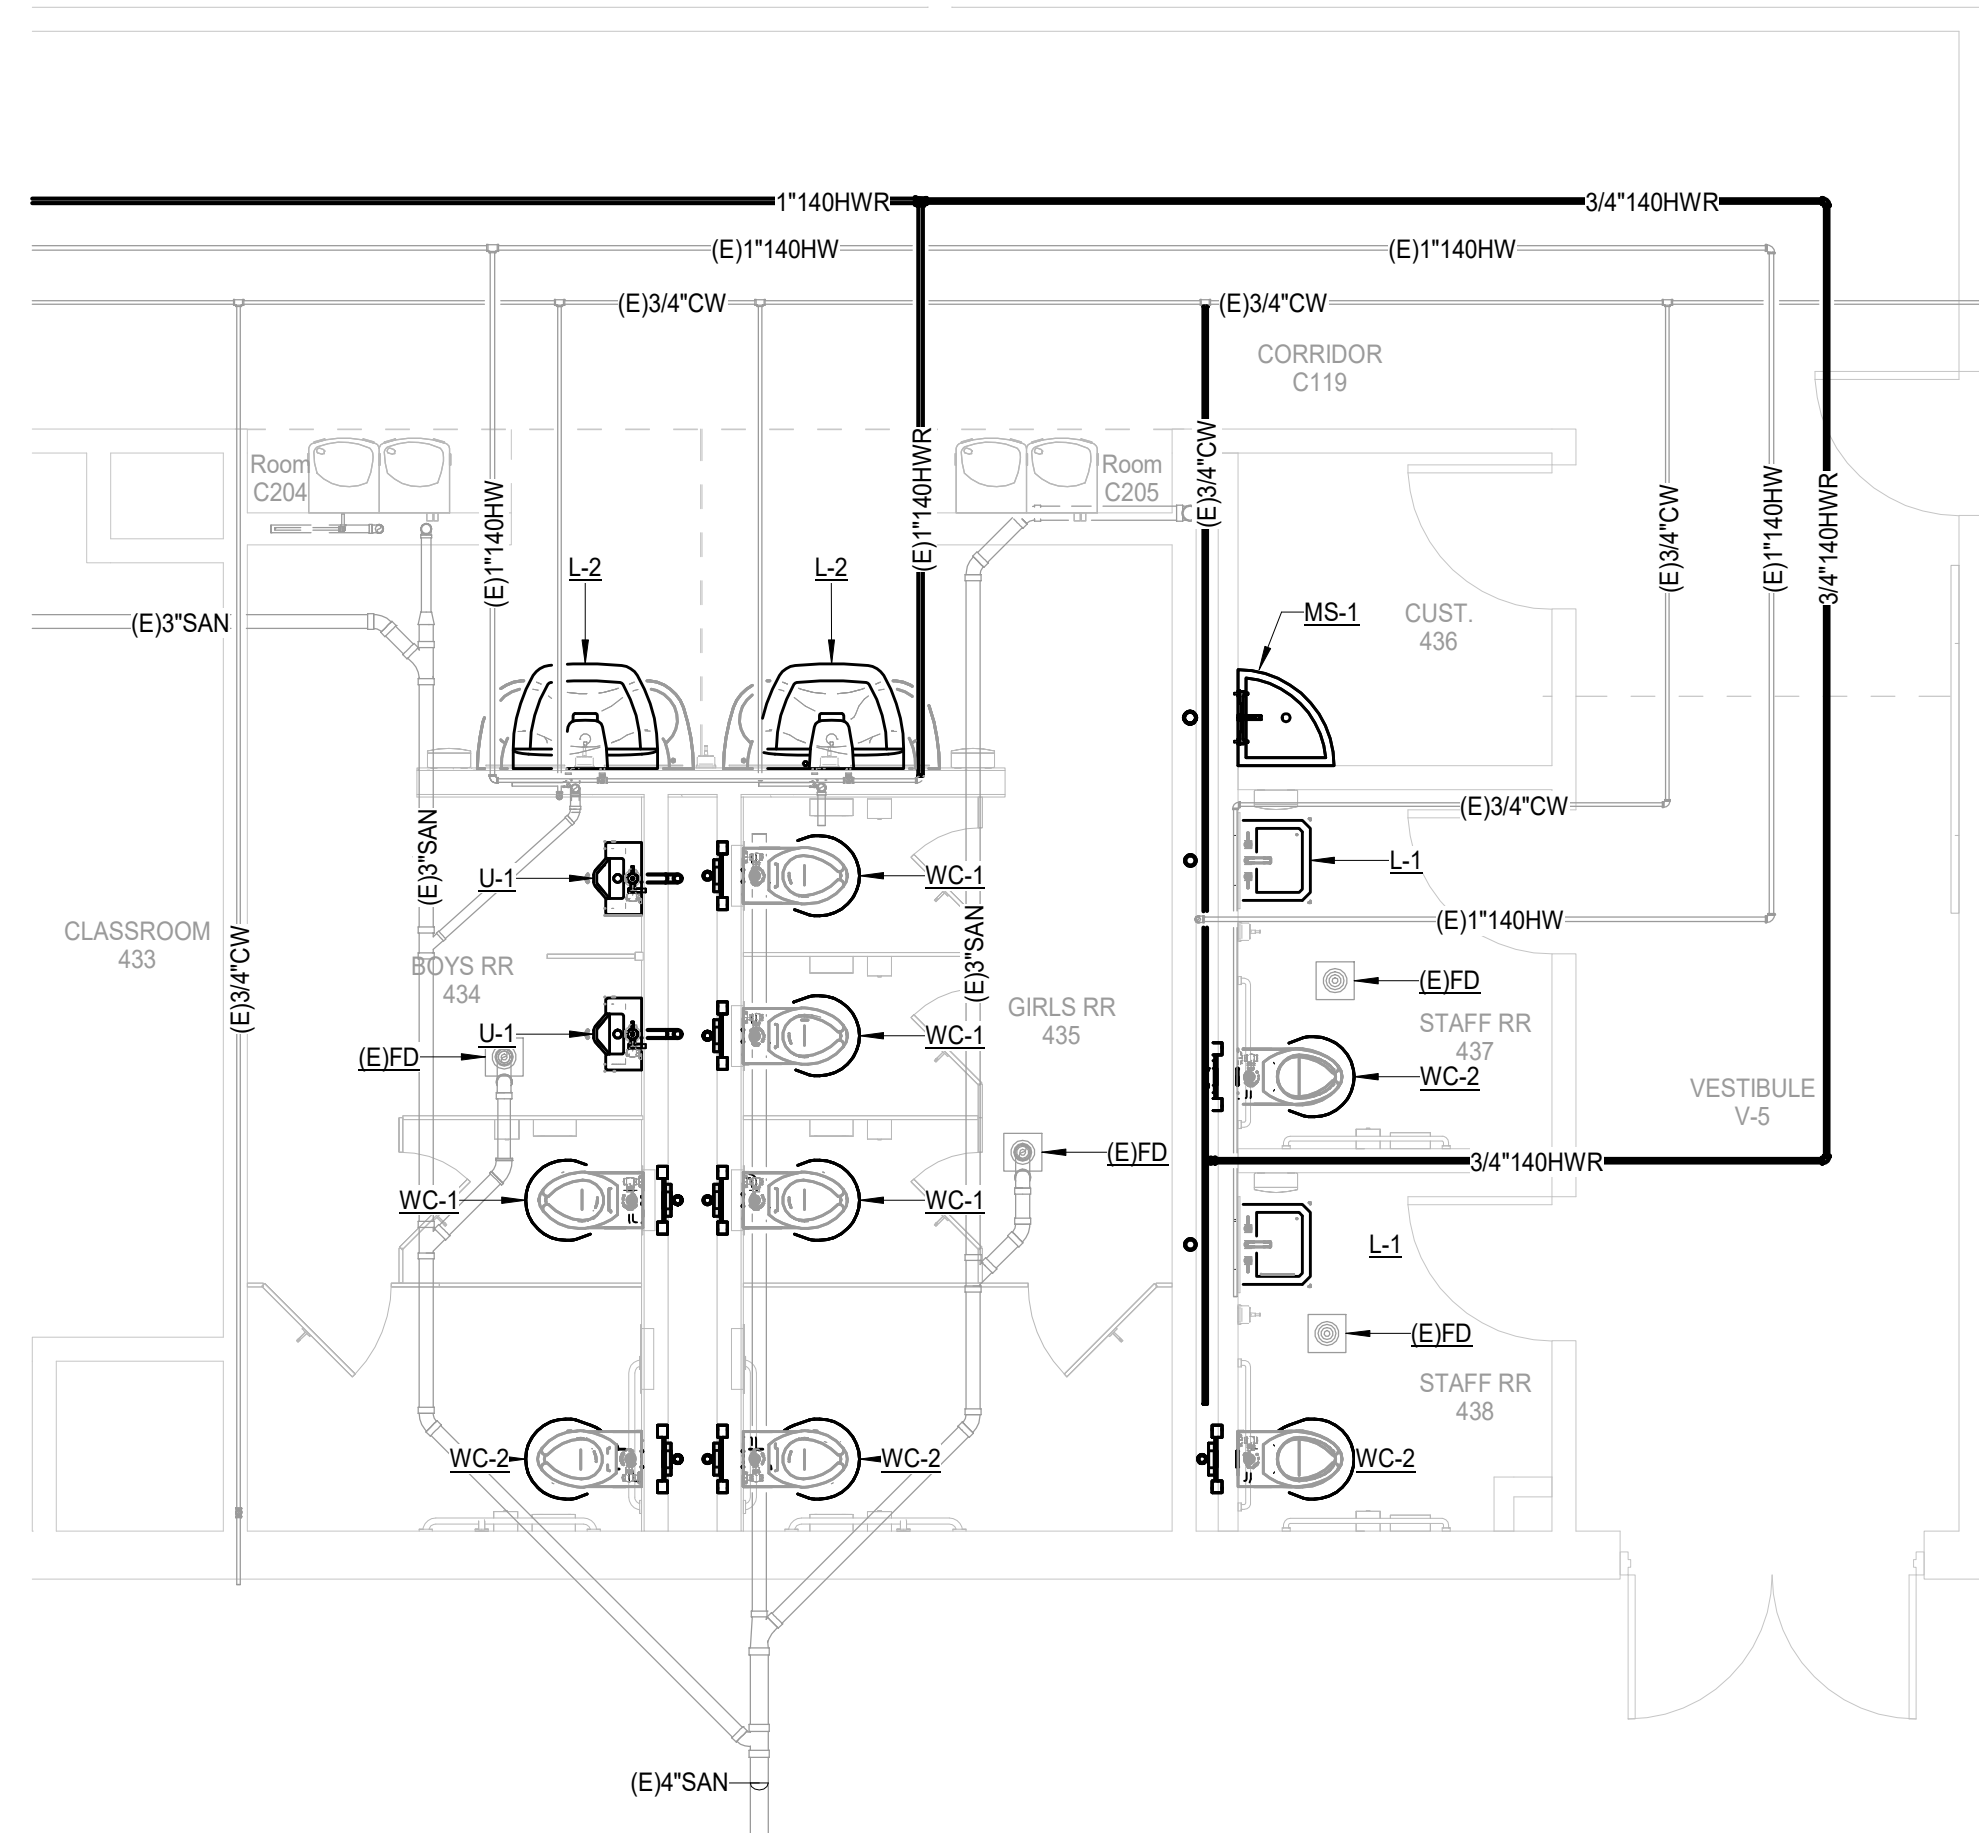 1"140HWR
3/4"140HWR
(E)1"140HW
(E)1"140HW
(E)3/4"CW
(E)3/4"CW
CORRIDOR
C119
Room
C204
(E)1"140HW
(E)1"140HWR
Room
C205
(E)3/4"CW
(E)3/4"CW
(E)1"140HW
3/4"140HWR
L-2
L-2
(E)3"SAN
MS-1
CUST.
436
(E)3/4"CW
(E)3"SAN
U-1
WC-1
L-1
(E)1"140HW
CLASSROOM
433
(E)3/4"CW
BOYS RR
434
(E)3"SAN
(E)FD
GIRLS RR
435
STAFF RR
437
U-1
WC-1
(E)FD
WC-2
VESTIBULE
V-5
(E)FD
3/4"140HWR
WC-1
WC-1
L-1
(E)FD
STAFF RR
438
WC-2
WC-2
WC-2
(E)4"SAN